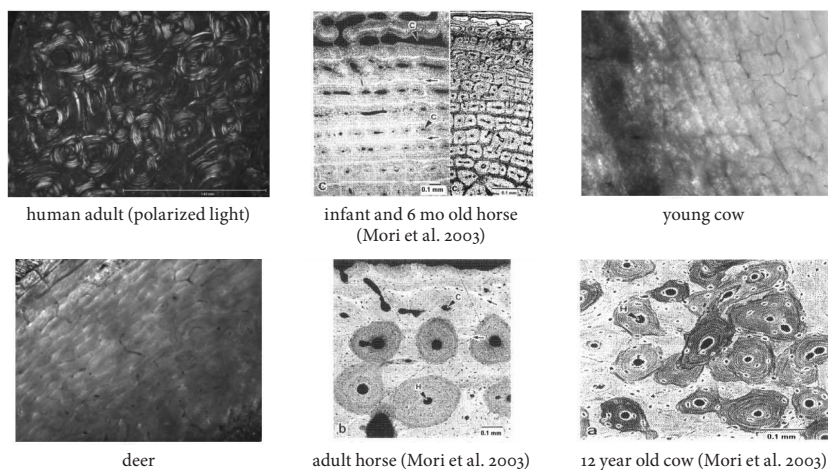 C
C
C
0.1 mm
C
0.1 mm
human adult (polarized light)
infant and 6 mo old horse
(Mori et al. 2003)
young cow
C
H
b
0.1 mm
H
a
0.1 mm
deer
adult horse (Mori et al. 2003)
12 year old cow (Mori et al. 2003)